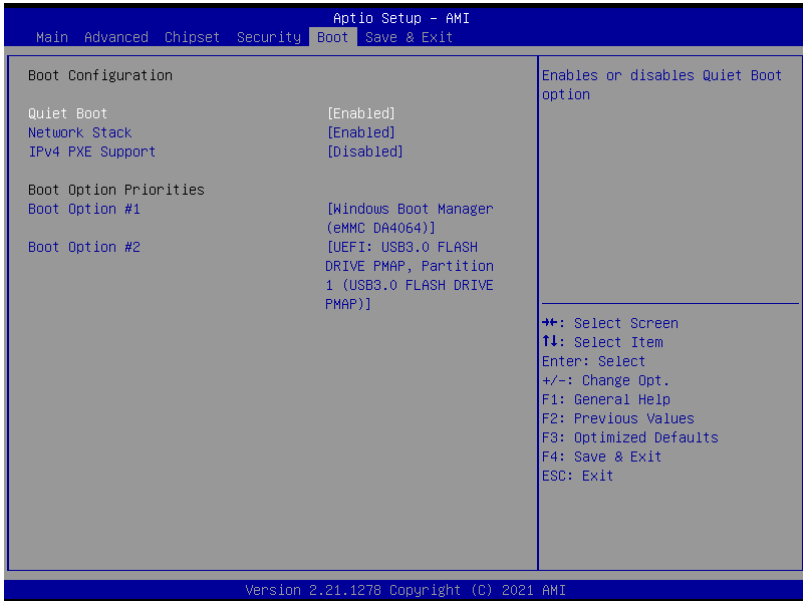 Aptio Setup – AMI
Main Advanced Chipset Security Boot Save & Exit
Boot Configuration
Quiet Boot [Enabled]
Network Stack [Enabled]
IPv4 PXE Support [Disabled]
Boot Option Priorities
Boot Option #1 [Windows Boot Manager
(eMMC DA4064)]
Boot Option #2 [UEFI: USB3.0 FLASH
DRIVE PMAP, Partition
1 (USB3.0 FLASH DRIVE
PMAP)]
Enables or disables Quiet Boot
option
→←: Select Screen
↑↓: Select Item
Enter: Select
+/-: Change Opt.
F1: General Help
F2: Previous Values
F3: Optimized Defaults
F4: Save & Exit
ESC: Exit
Version 2.21.1278 Copyright (C) 2021 AMI